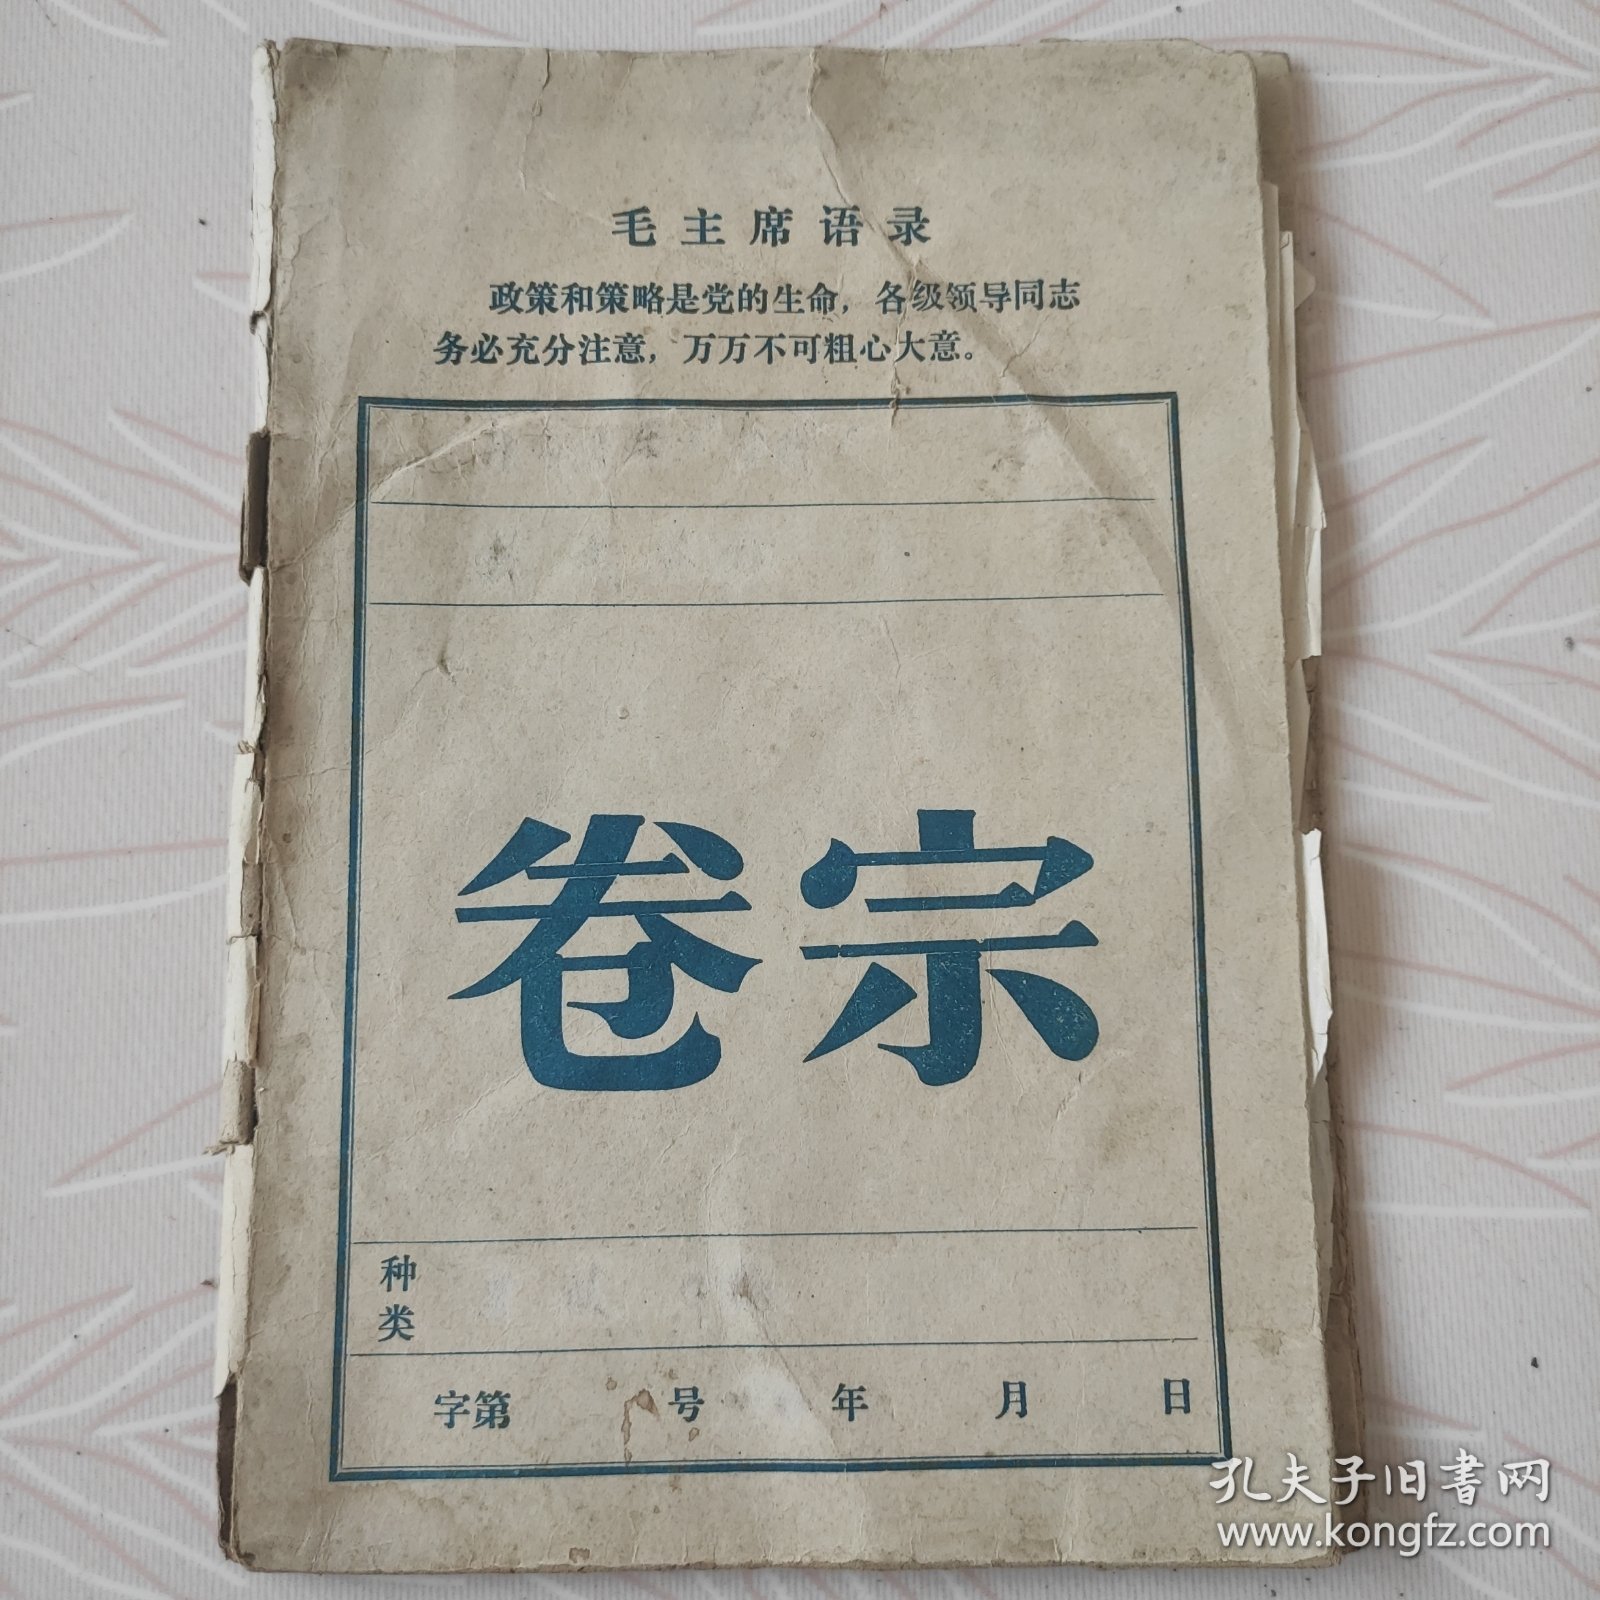 毛主席语录
政策和策略是党的生命，各级领导同志
务必充分注意，万万不可粗心大意。
卷宗
种
类
字第 号 年 月 日
孔夫子旧書网
www.kongfz.com